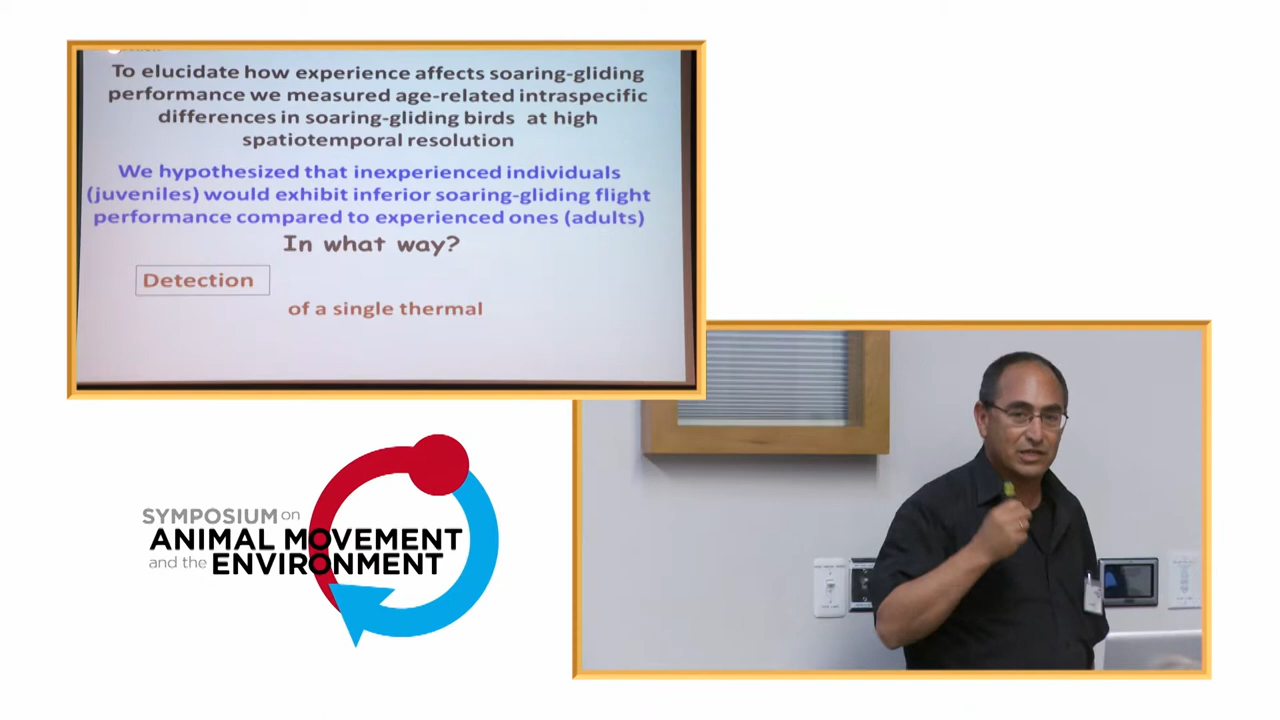 To elucidate how experience affects soaring-gliding
performance we measured age-related intraspecific
differences in soaring-gliding birds at high
spatiotemporal resolution
We hypothesized that inexperienced individuals
(juveniles) would exhibit inferior soaring-gliding flight
performance compared to experienced ones (adults)
In what way?
Detection
of a single thermal
SYMPOSIUM on
ANIMAL MOVEMENT
and the ENVIRONMENT